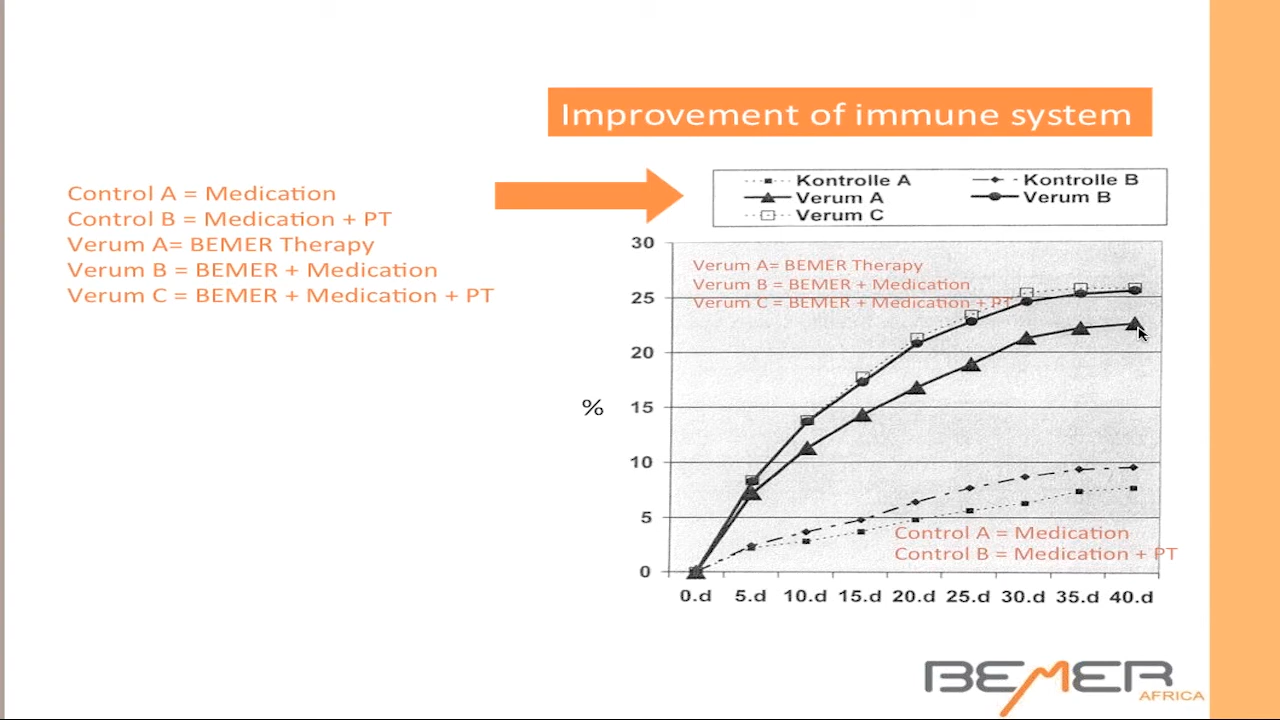 Improvement of immune system
Control A = Medication
Control B = Medication + PT
Verum A= BEMER Therapy
Verum B = BEMER + Medication
Verum C = BEMER + Medication + PT
Kontrolle A
Kontrolle B
Verum A
Verum B
Verum C
30
25
20
15
10
5
0
%
Verum A= BEMER Therapy
Verum B = BEMER + Medication
Verum C = BEMER + Medication + PT
Control A = Medication
Control B = Medication + PT
0.d 5.d 10.d 15.d 20.d 25.d 30.d 35.d 40.d
BEMER
AFRICA